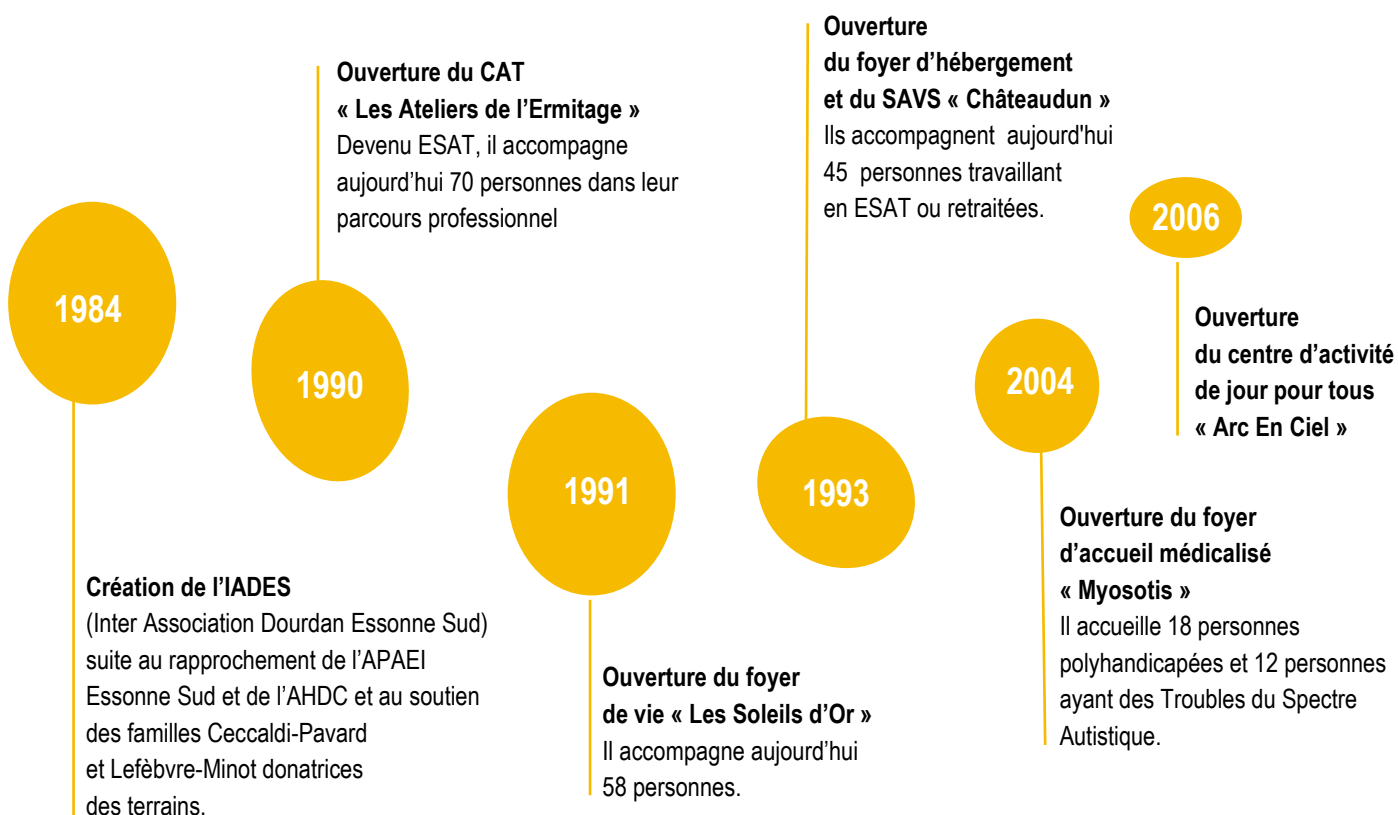 1984
Création de l'IADES
(Inter Association Dourdan Essonne Sud)
suite au rapprochement de l'APAEI
Essonne Sud et de l'AHDC et au soutien
des familles Ceccaldi-Pavard
et Lefèbvre-Minot donatrices
des terrains.
Ouverture du CAT
« Les Ateliers de l'Ermitage »
Devenu ESAT, il accompagne
aujourd'hui 70 personnes dans leur
parcours professionnel
1990
1991
Ouverture du foyer
de vie « Les Soleils d'Or »
Il accompagne aujourd'hui
58 personnes.
Ouverture
du foyer d'hébergement
et du SAVS « Châteaudun »
Ils accompagnent aujourd'hui
45 personnes travaillant
en ESAT ou retraitées.
1993
2004
Ouverture du foyer
d'accueil médicalisé
« Myosotis »
Il accueille 18 personnes
polyhandicapées et 12 personnes
ayant des Troubles du Spectre
Autistique.
2006
Ouverture
du centre d'activité
de jour pour tous
« Arc En Ciel »